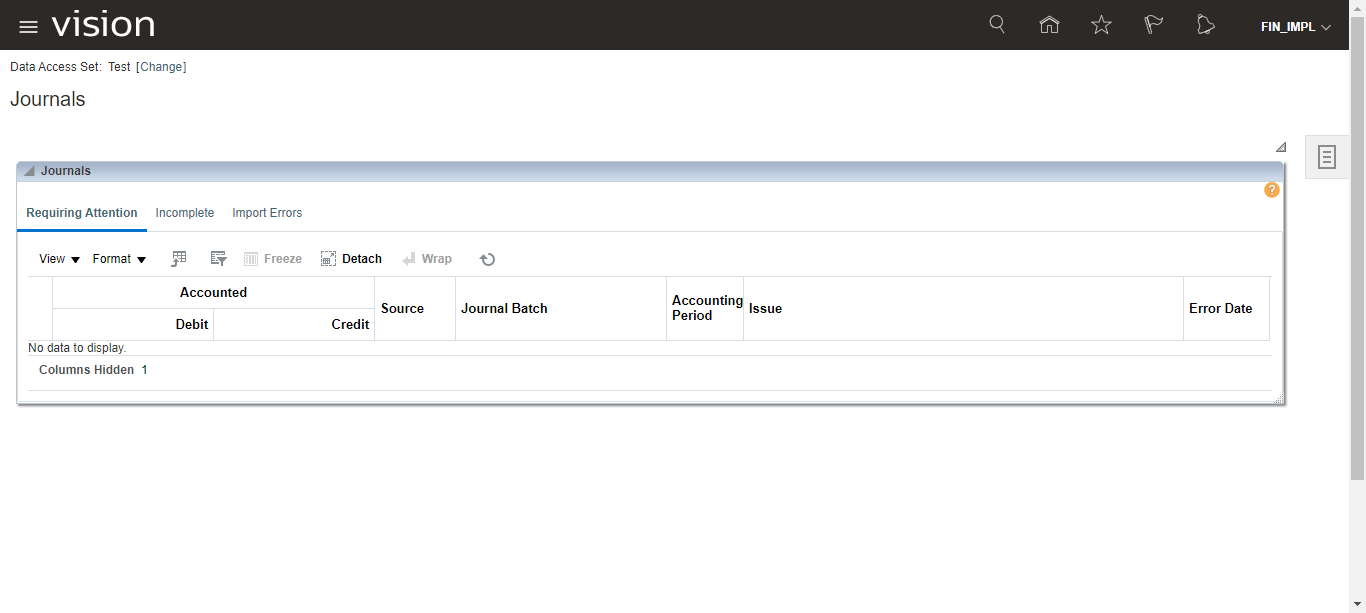 vision
FIN_IMPL
Data Access Set: Test [Change]
Journals
Journals
?
Requiring Attention Incomplete Import Errors
View Format Freeze Detach Wrap
Accounted
Debit Credit Source Journal Batch Accounting Period Issue Error Date
No data to display.
Columns Hidden 1